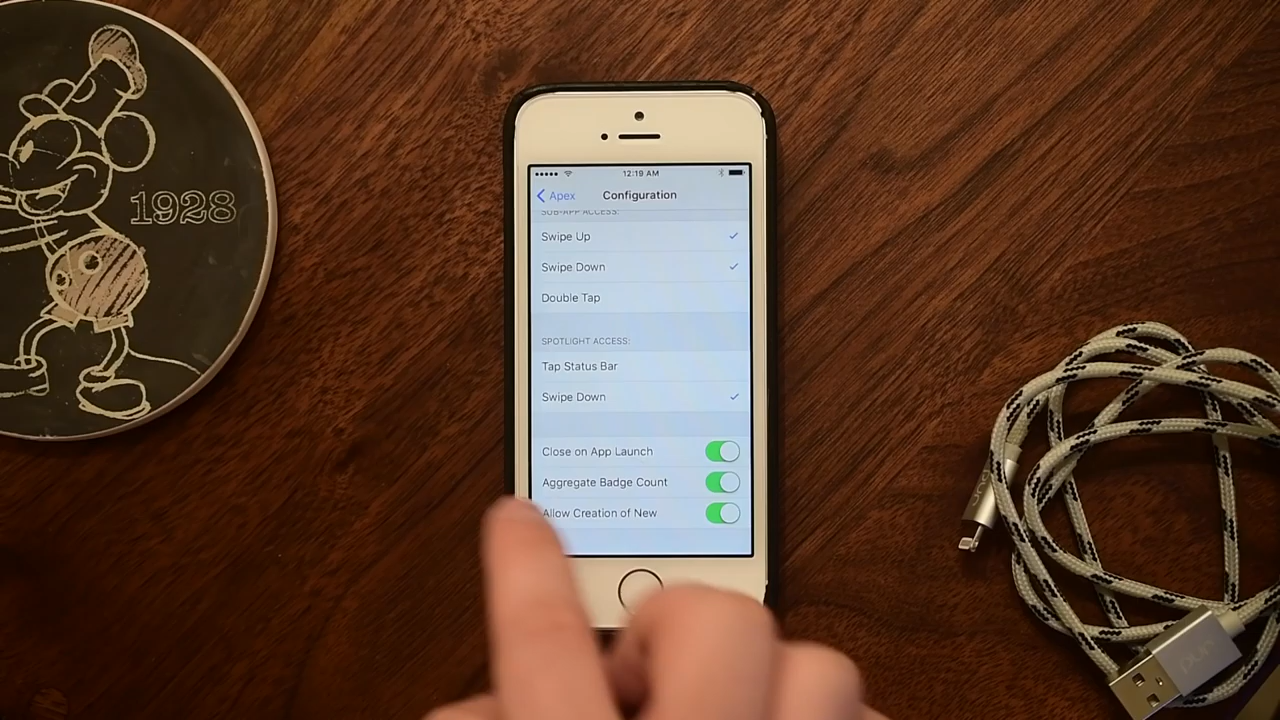 1928
12:19 AM
Apex
Configuration
SUB-APP ACCESS:
Swipe Up
Swipe Down
Double Tap
SPOTLIGHT ACCESS:
Tap Status Bar
Swipe Down
Close on App Launch
Aggregate Badge Count
Allow Creation of New